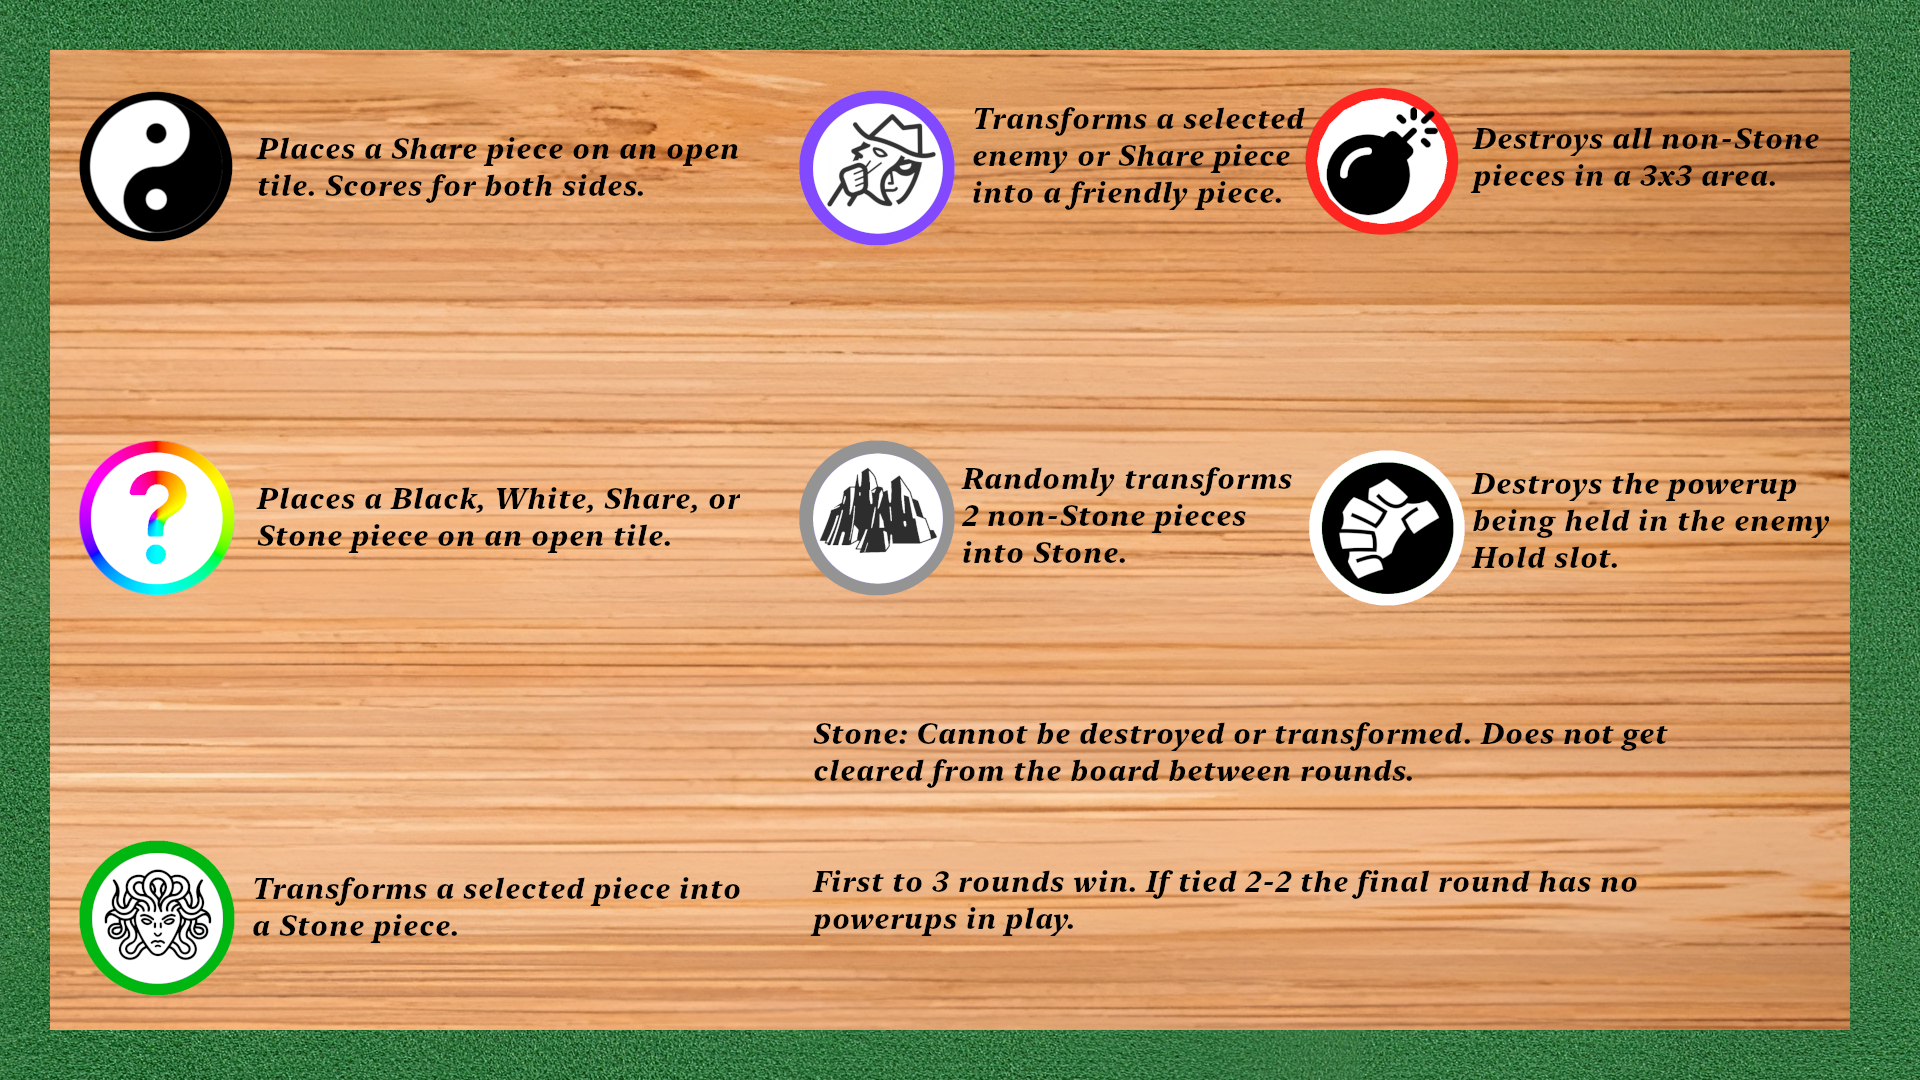 Places a Share piece on an open
tile. Scores for both sides.
Transforms a selected
enemy or Share piece
into a friendly piece.
Destroys all non-Stone
pieces in a 3x3 area.
?
Places a Black, White, Share, or
Stone piece on an open tile.
Randomly transforms
2 non-Stone pieces
into Stone.
Destroys the powerup
being held in the enemy
Hold slot.
Stone: Cannot be destroyed or transformed. Does not get
cleared from the board between rounds.
Transforms a selected piece into
a Stone piece.
First to 3 rounds win. If tied 2-2 the final round has no
powerups in play.